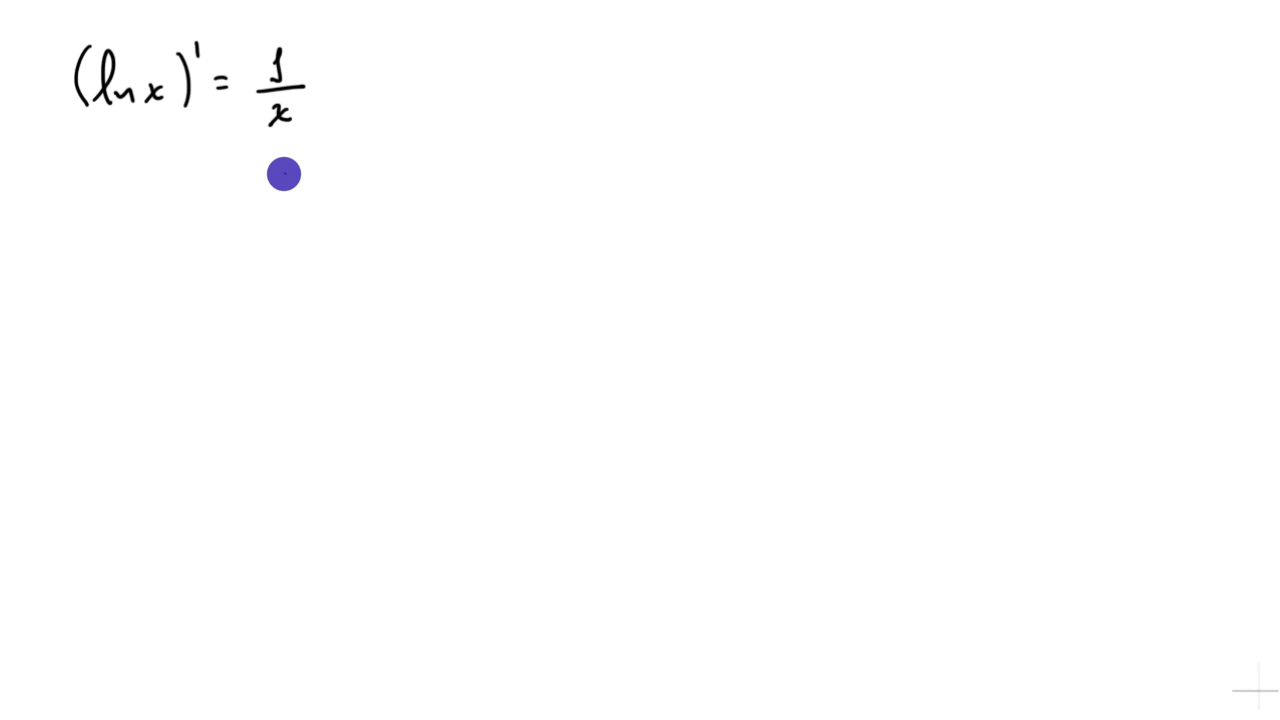 (ln x)' = 1/x